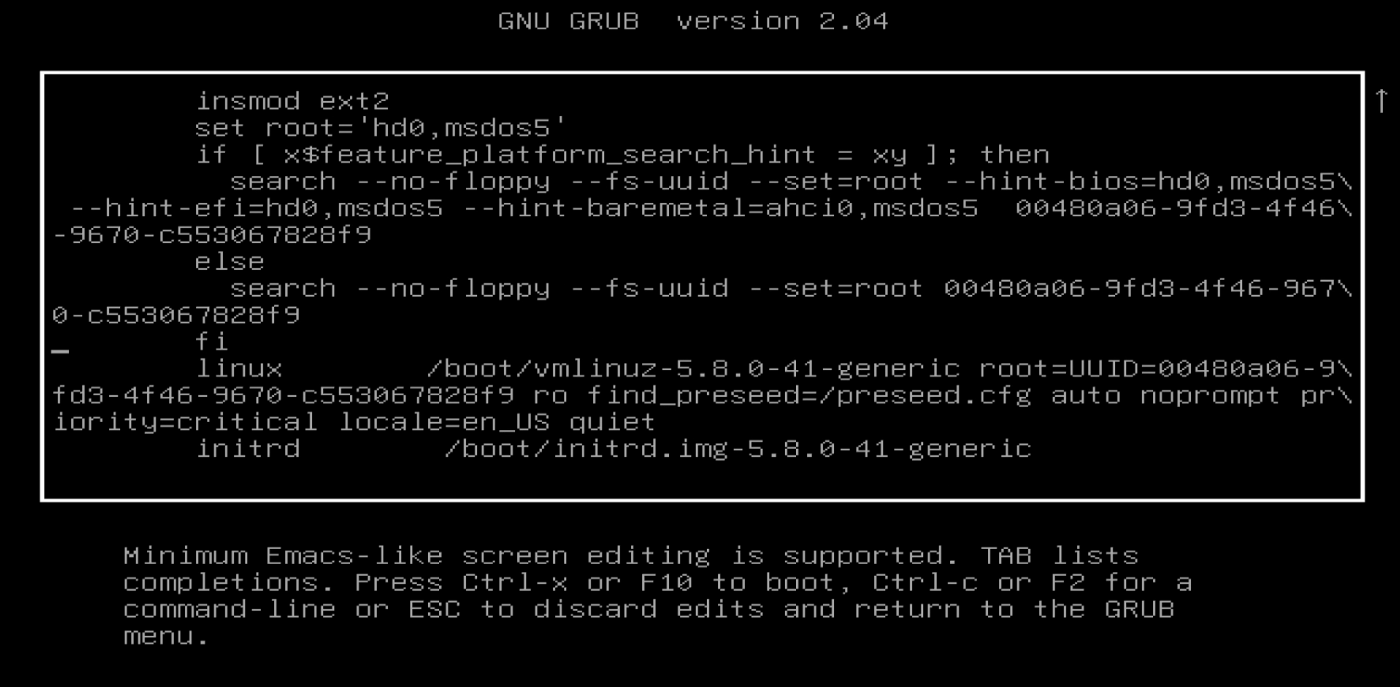 GNU GRUB  version 2.04
insmod ext2
set root='hd0,msdos5'
if [ x$feature_platform_search_hint = xy ]; then
search --no-floppy --fs-uuid --set=root --hint-bios=hd0,msdos5\
--hint-efi=hd0,msdos5 --hint-baremetal=ahci0,msdos5  00480a06-9fd3-4f46\
-9670-c553067828f9
else
search --no-floppy --fs-uuid --set=root 00480a06-9fd3-4f46-967\
0-c553067828f9
fi
linux        /boot/vmlinuz-5.8.0-41-generic root=UUID=00480a06-9\
fd3-4f46-9670-c553067828f9 ro find_preseed=/preseed.cfg auto noprompt pr\
iority=critical locale=en_US quiet
initrd        /boot/initrd.img-5.8.0-41-generic
Minimum Emacs-like screen editing is supported. TAB lists
completions. Press Ctrl-x or F10 to boot, Ctrl-c or F2 for a
command-line or ESC to discard edits and return to the GRUB
menu.